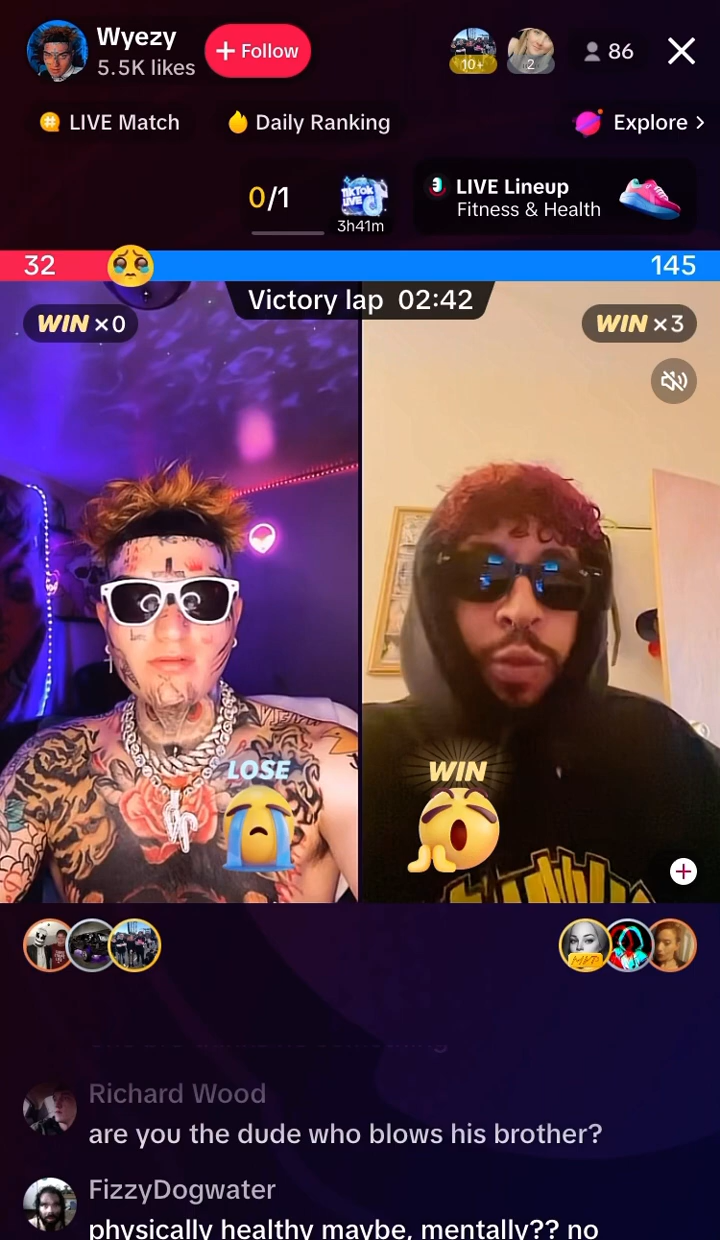 Wyezy
5.5K likes
+ Follow
10+
2
86
LIVE Match
Daily Ranking
Explore >
0/1
TikTok LIVE
3h41m
LIVE Lineup
Fitness & Health
32
145
Victory lap 02:42
WIN ×0
WIN ×3
LOSE
WIN
MVP
Richard Wood
are you the dude who blows his brother?
FizzyDogwater
physically healthy maybe, mentally?? no